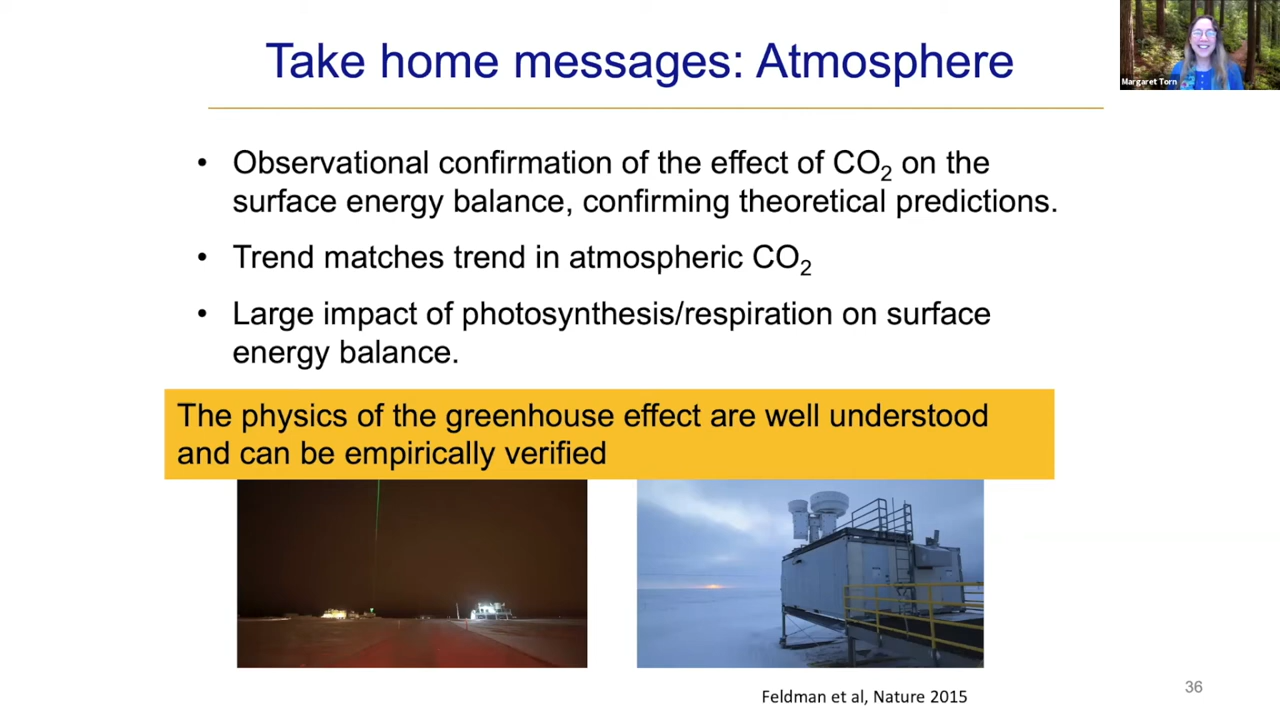 Take home messages: Atmosphere
Margaret Torn
• Observational confirmation of the effect of CO₂ on the
surface energy balance, confirming theoretical predictions.
• Trend matches trend in atmospheric CO₂
• Large impact of photosynthesis/respiration on surface
energy balance.
The physics of the greenhouse effect are well understood
and can be empirically verified
Feldman et al, Nature 2015
36